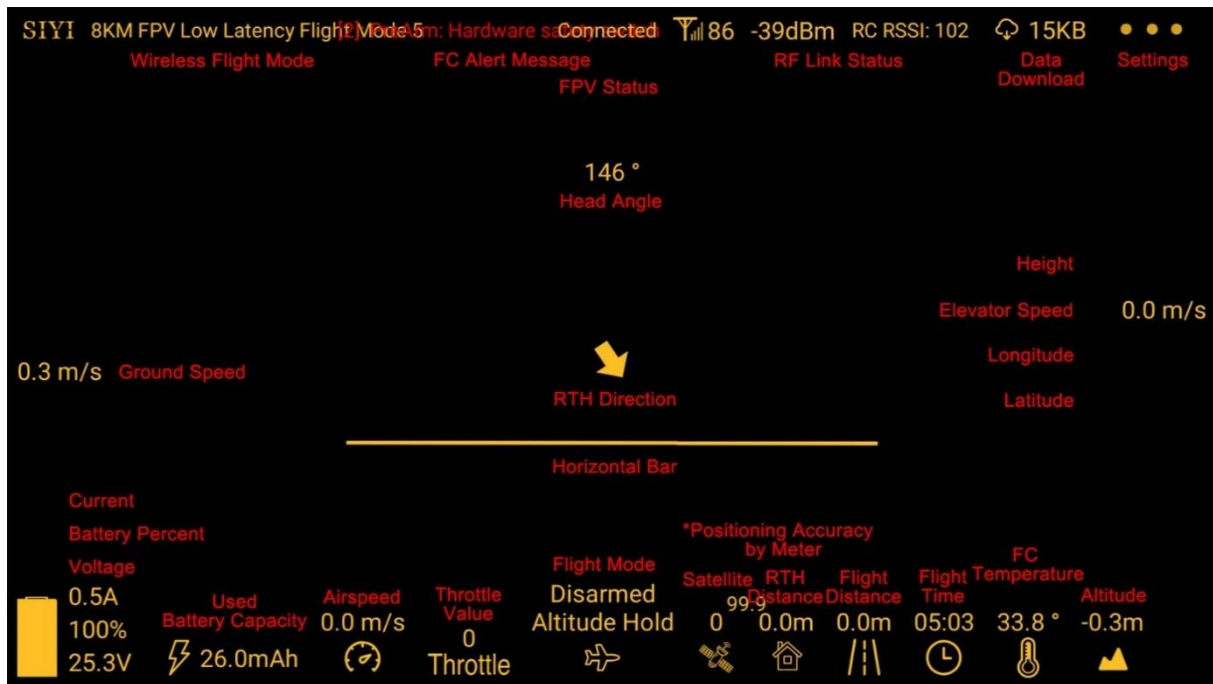 SIYI 8KM FPV Low Latency Flight Mode 5 Connected 86 -39dBm RC RSSI: 102 15KB
Wireless Flight Mode FC Alert Message RF Link Status Data Download Settings
FPV Status
146 °
Head Angle
Height
Elevator Speed 0.0 m/s
0.3 m/s Ground Speed
Longitude
RTH Direction
Latitude
Horizontal Bar
Current
Battery Percent
Voltage
*Positioning Accuracy
by Meter
Flight Mode
Satellite
RTH Distance
Flight Distance
Flight Time
FC Temperature
Altitude
Used
Battery Capacity
Airspeed
Throttle
Value
0.5A
100%
25.3V
26.0mAh
0.0 m/s
0
Throttle
Disarmed
Altitude Hold
0
99.9
0.0m
0.0m
05:03
33.8 °
-0.3m